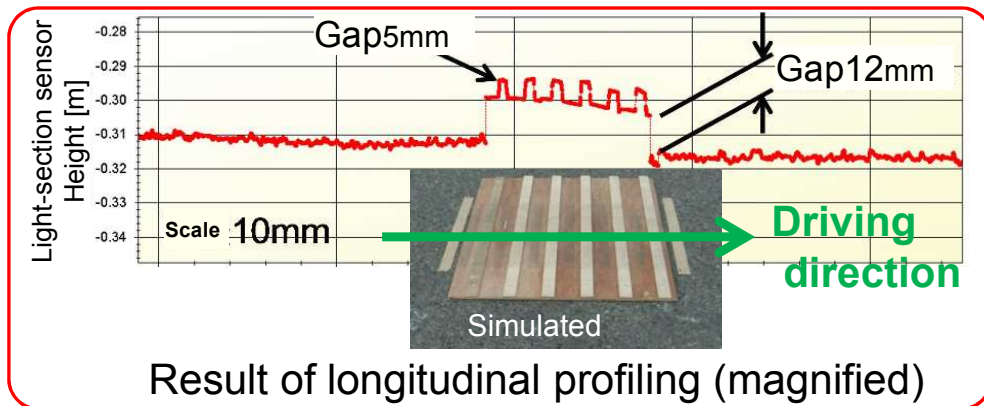 Light-section sensor
Height [m]
-0.28
-0.29
-0.30
-0.31
-0.32
-0.33
-0.34
Gap5mm
Gap12mm
Scale 10mm
Driving
direction
Simulated
Result of longitudinal profiling (magnified)